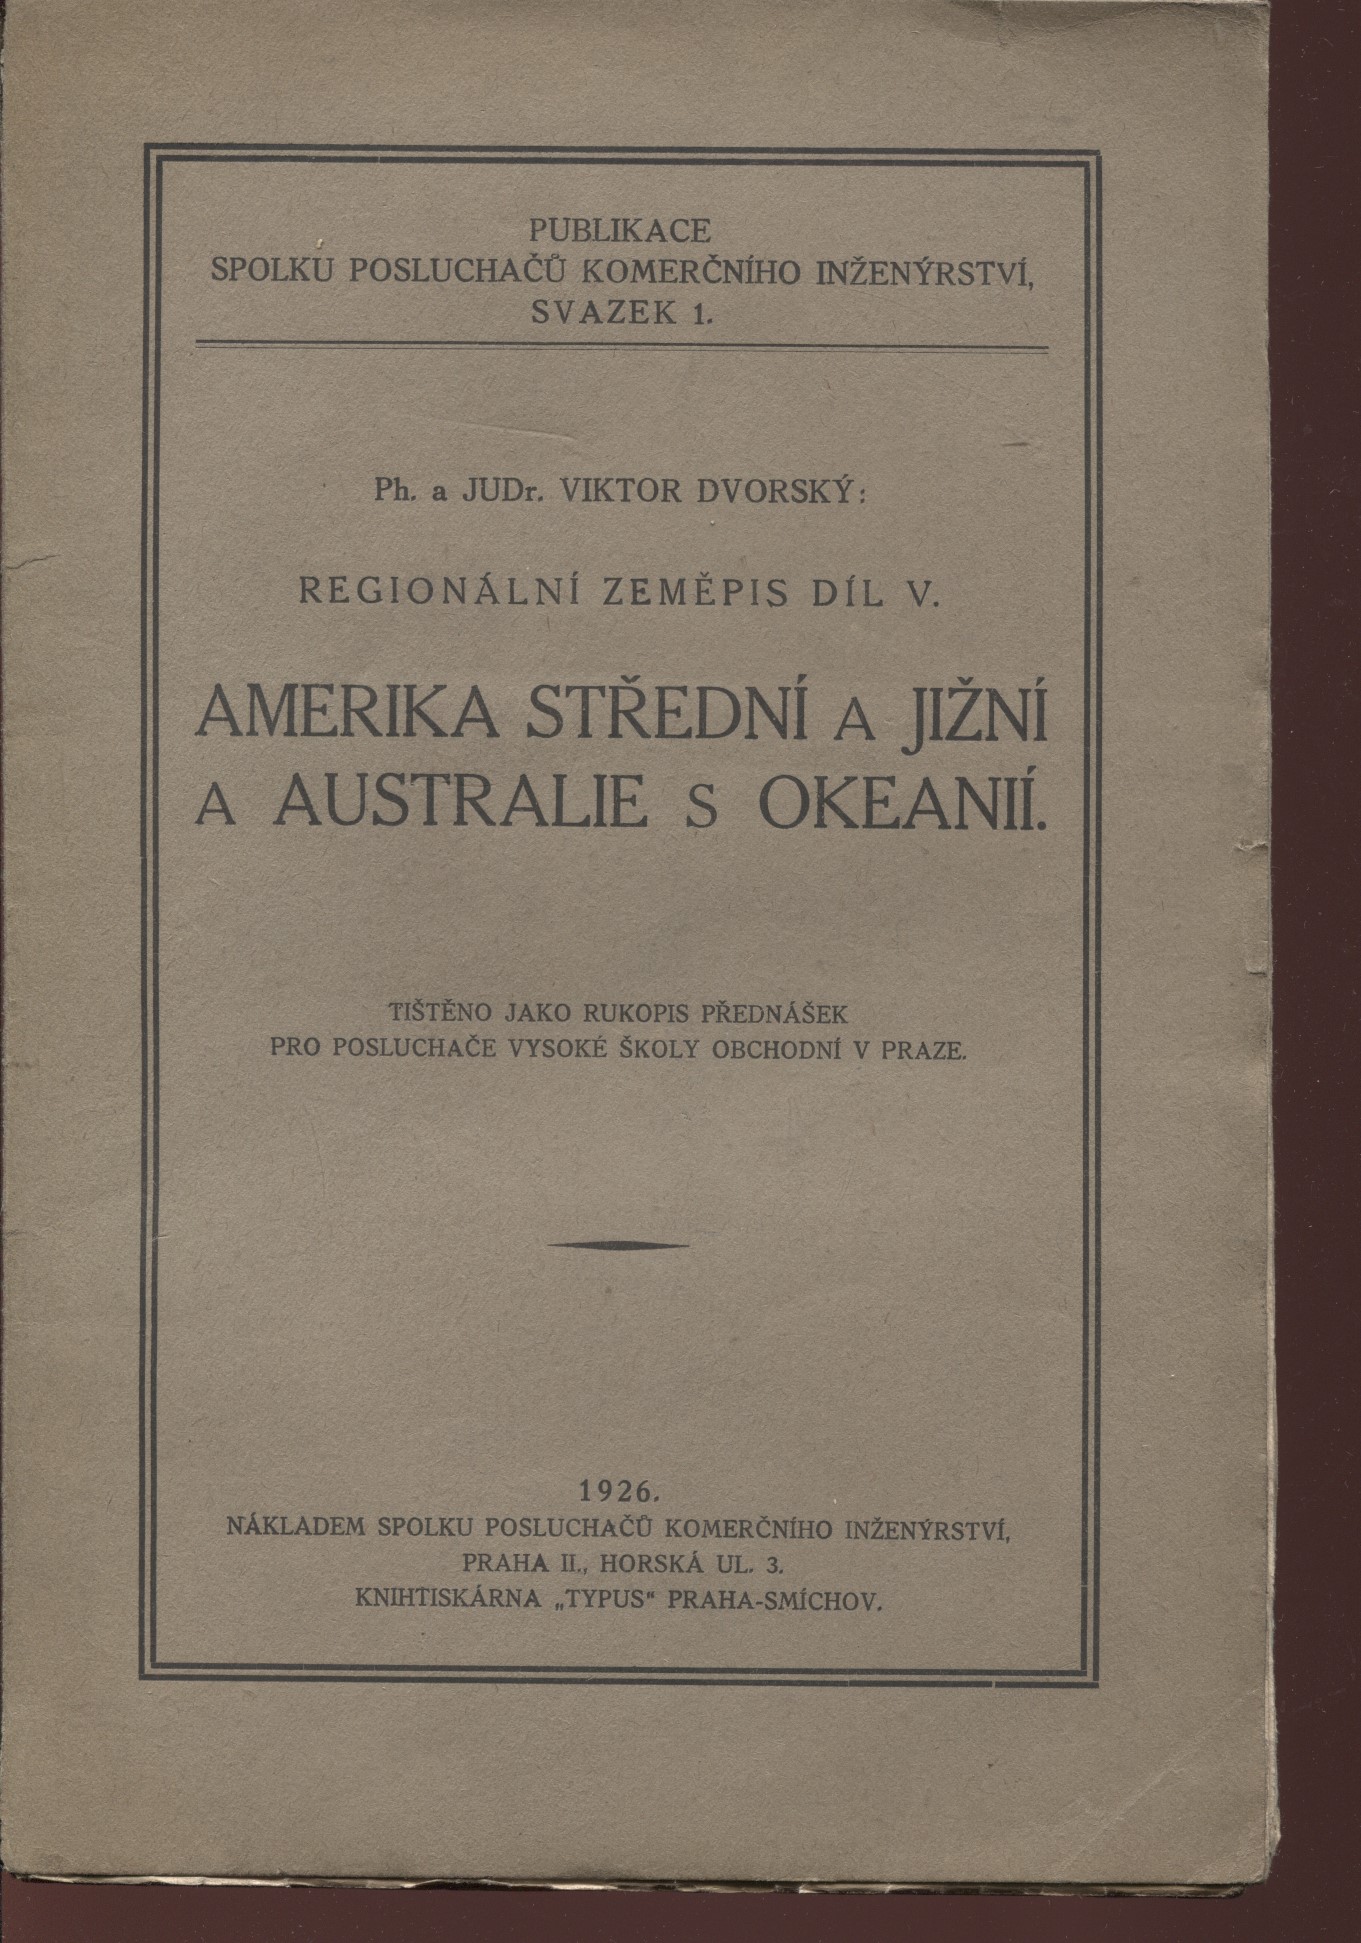 PUBLIKACE
SPOLKU POSLUCHAČŮ KOMERČNÍHO INŽENÝRSTVÍ,
SVAZEK 1.
Ph. a JUDr. VIKTOR DVORSKÝ:
REGIONÁLNÍ ZEMĚPIS DÍL V.
AMERIKA STŘEDNÍ A JIŽNÍ
A AUSTRALIE S OKEANIÍ.
TIŠTĚNO JAKO RUKOPIS PŘEDNÁŠEK
PRO POSLUCHAČE VYSOKÉ ŠKOLY OBCHODNÍ V PRAZE.
1926.
NÁKLADEM SPOLKU POSLUCHAČŮ KOMERČNÍHO INŽENÝRSTVÍ,
PRAHA II., HORSKÁ UL. 3.
KNIHTISKÁRNA „TYPUS“ PRAHA-SMÍCHOV.